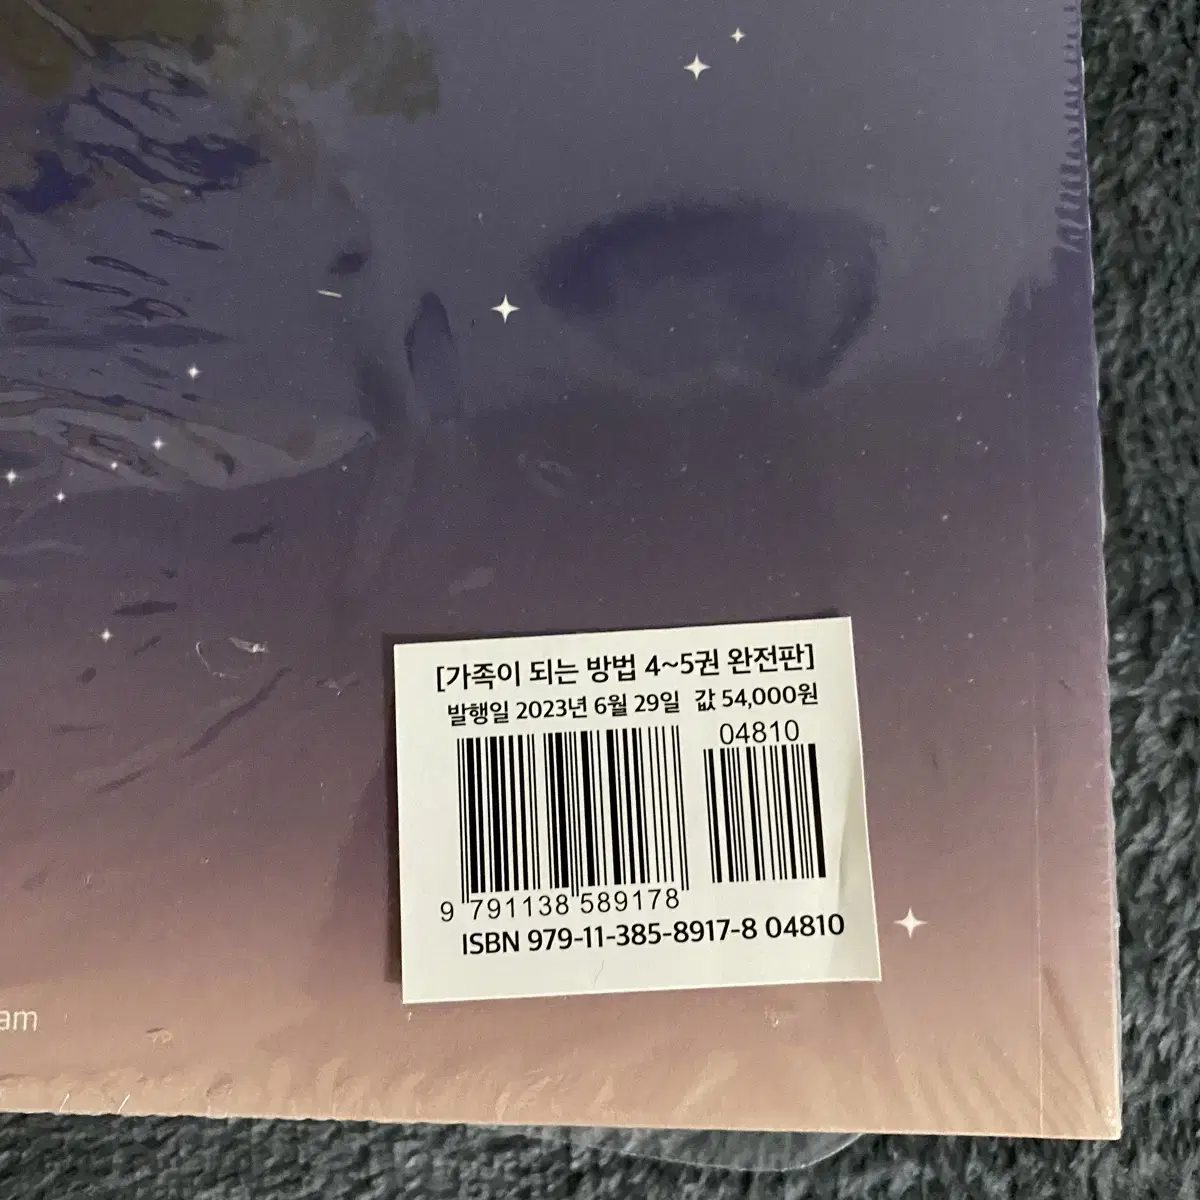 [가족이 되는 방법 4~5권 완전판]
발행일 2023년 6월 29일 값 54,000원
04810
9 791138 589178
ISBN 979-11-385-8917-8 04810
am